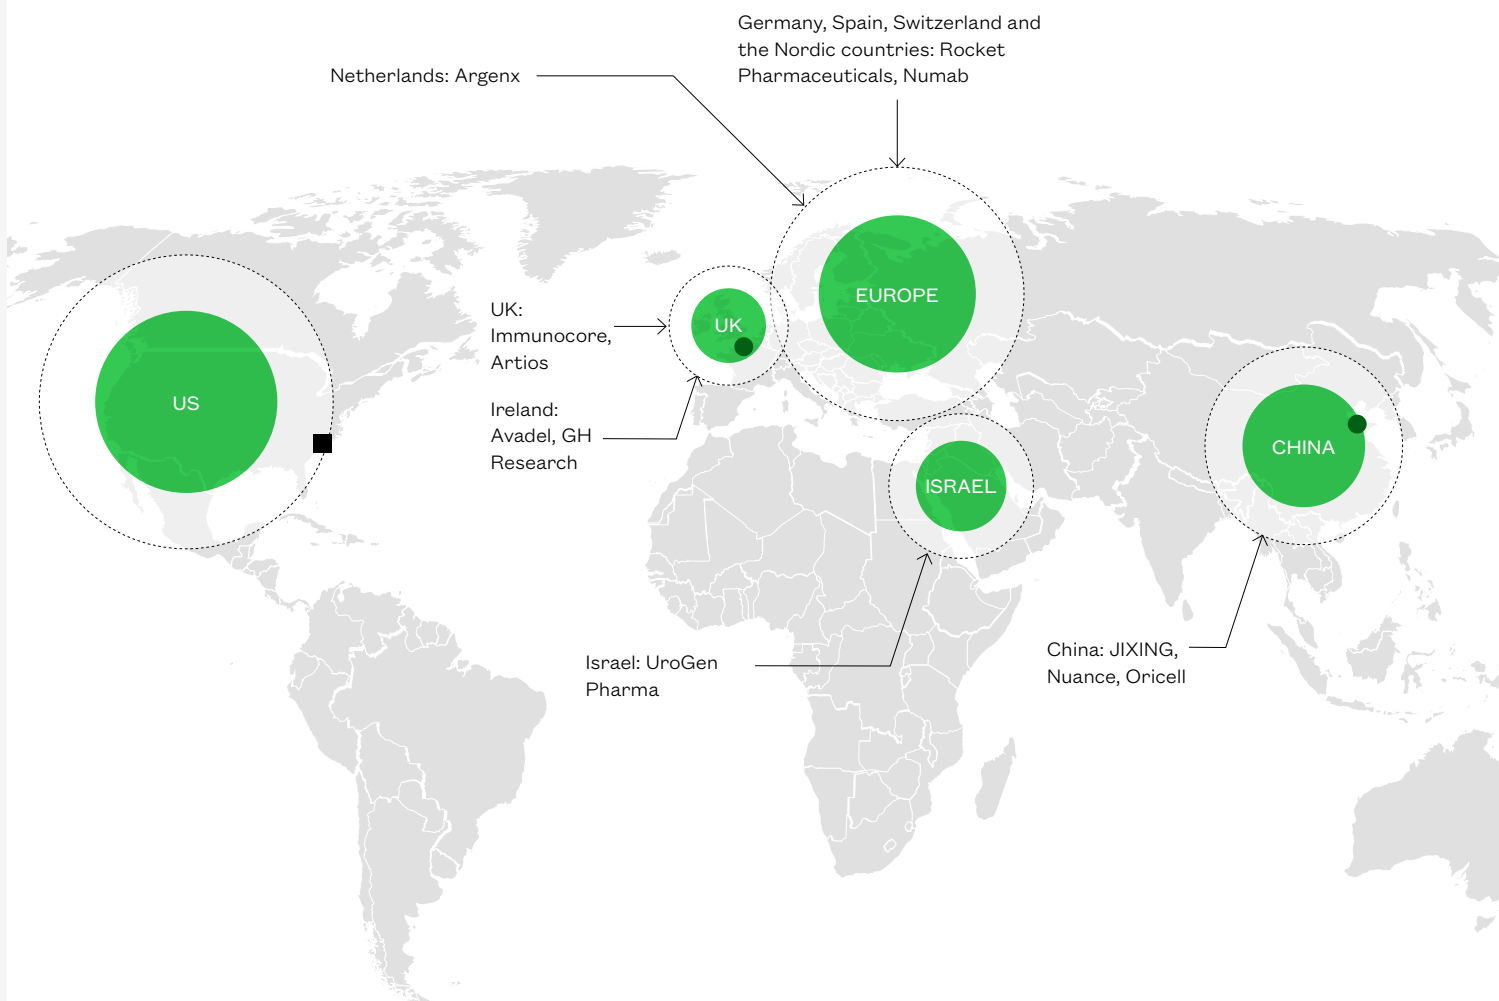 Germany, Spain, Switzerland and
the Nordic countries: Rocket
Pharmaceuticals, Numab
Netherlands: Argenx
EUROPE
UK:
Immunocore,
Artios
UK
US
Ireland:
Avadel, GH
Research
CHINA
ISRAEL
Israel: UroGen
Pharma
China: JIXING,
Nuance, Oricell